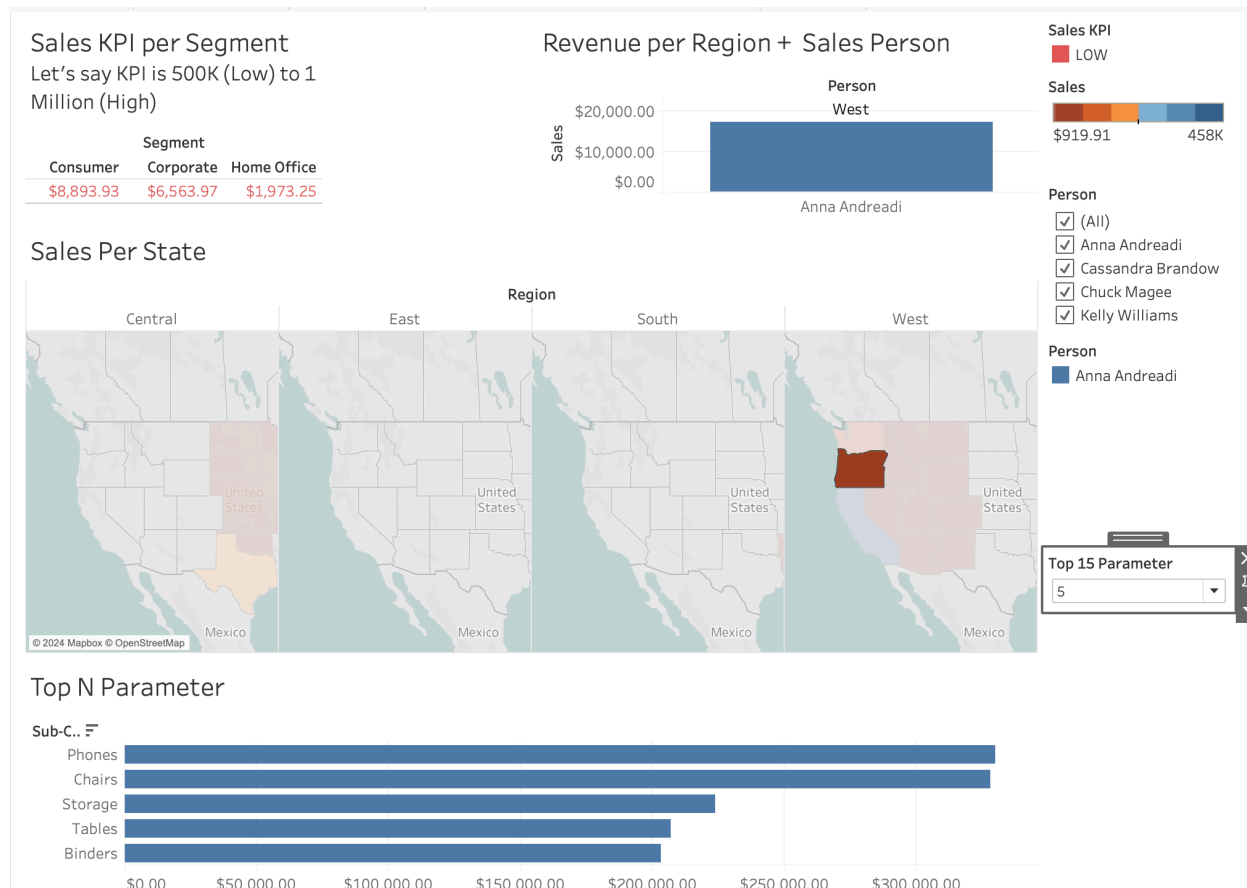 Sales KPI per Segment
Let's say KPI is 500K (Low) to 1
Million (High)
Segment
Consumer Corporate Home Office
$8,893.93 $6,563.97 $1,973.25
Revenue per Region + Sales Person
Person
West
Sales
$20,000.00
$10,000.00
$0.00
Anna Andreadi
Sales KPI
LOW
Sales
$919.91 458K
Person
(All)
Anna Andreadi
Cassandra Brandow
Chuck Magee
Kelly Williams
Person
Anna Andreadi
Sales Per State
Region
Central East South West
United
States
United
States
United
States
United
States
Mexico
Mexico
Mexico
Mexico
© 2024 Mapbox © OpenStreetMap
Top 15 Parameter
5
Top N Parameter
Sub-C..
Phones
Chairs
Storage
Tables
Binders
$0.00 $50,000.00 $100,000.00 $150,000.00 $200,000.00 $250,000.00 $300,000.00